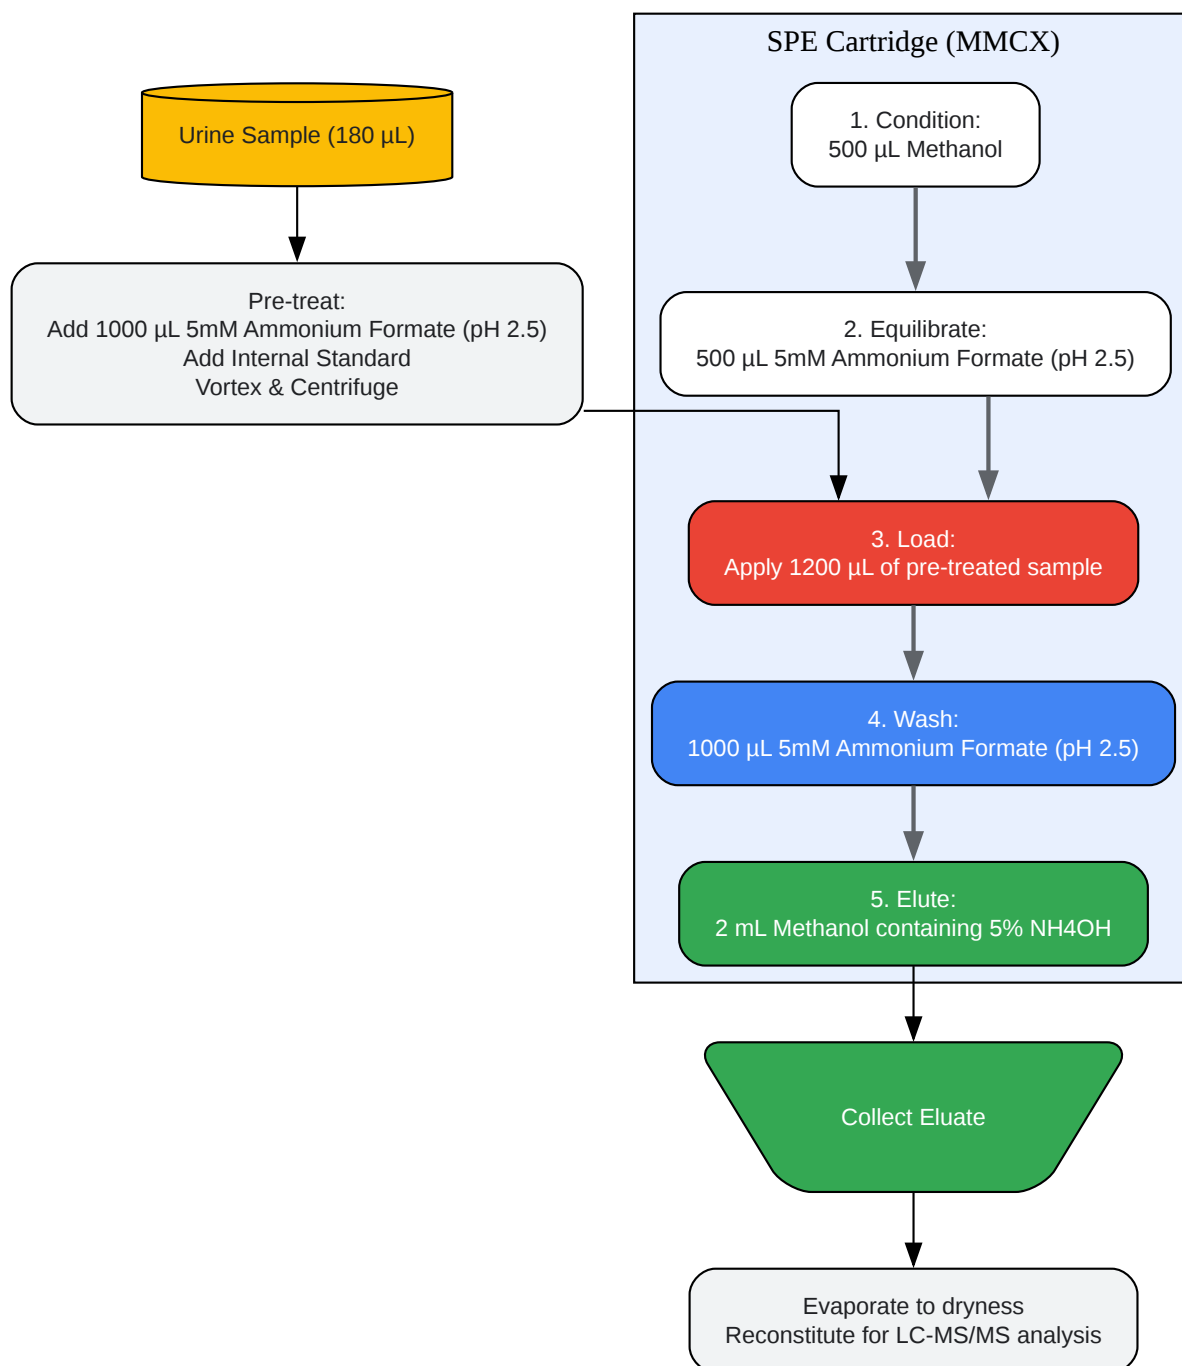 SPE Cartridge (MMCX)
Urine Sample (180 µL)
1. Condition:
500 µL Methanol
Pre-treat:
Add 1000 µL 5mM Ammonium Formate (pH 2.5)
Add Internal Standard
Vortex & Centrifuge
2. Equilibrate:
500 µL 5mM Ammonium Formate (pH 2.5)
3. Load:
Apply 1200 µL of pre-treated sample
4. Wash:
1000 µL 5mM Ammonium Formate (pH 2.5)
5. Elute:
2 mL Methanol containing 5% NH4OH
Collect Eluate
Evaporate to dryness
Reconstitute for LC-MS/MS analysis